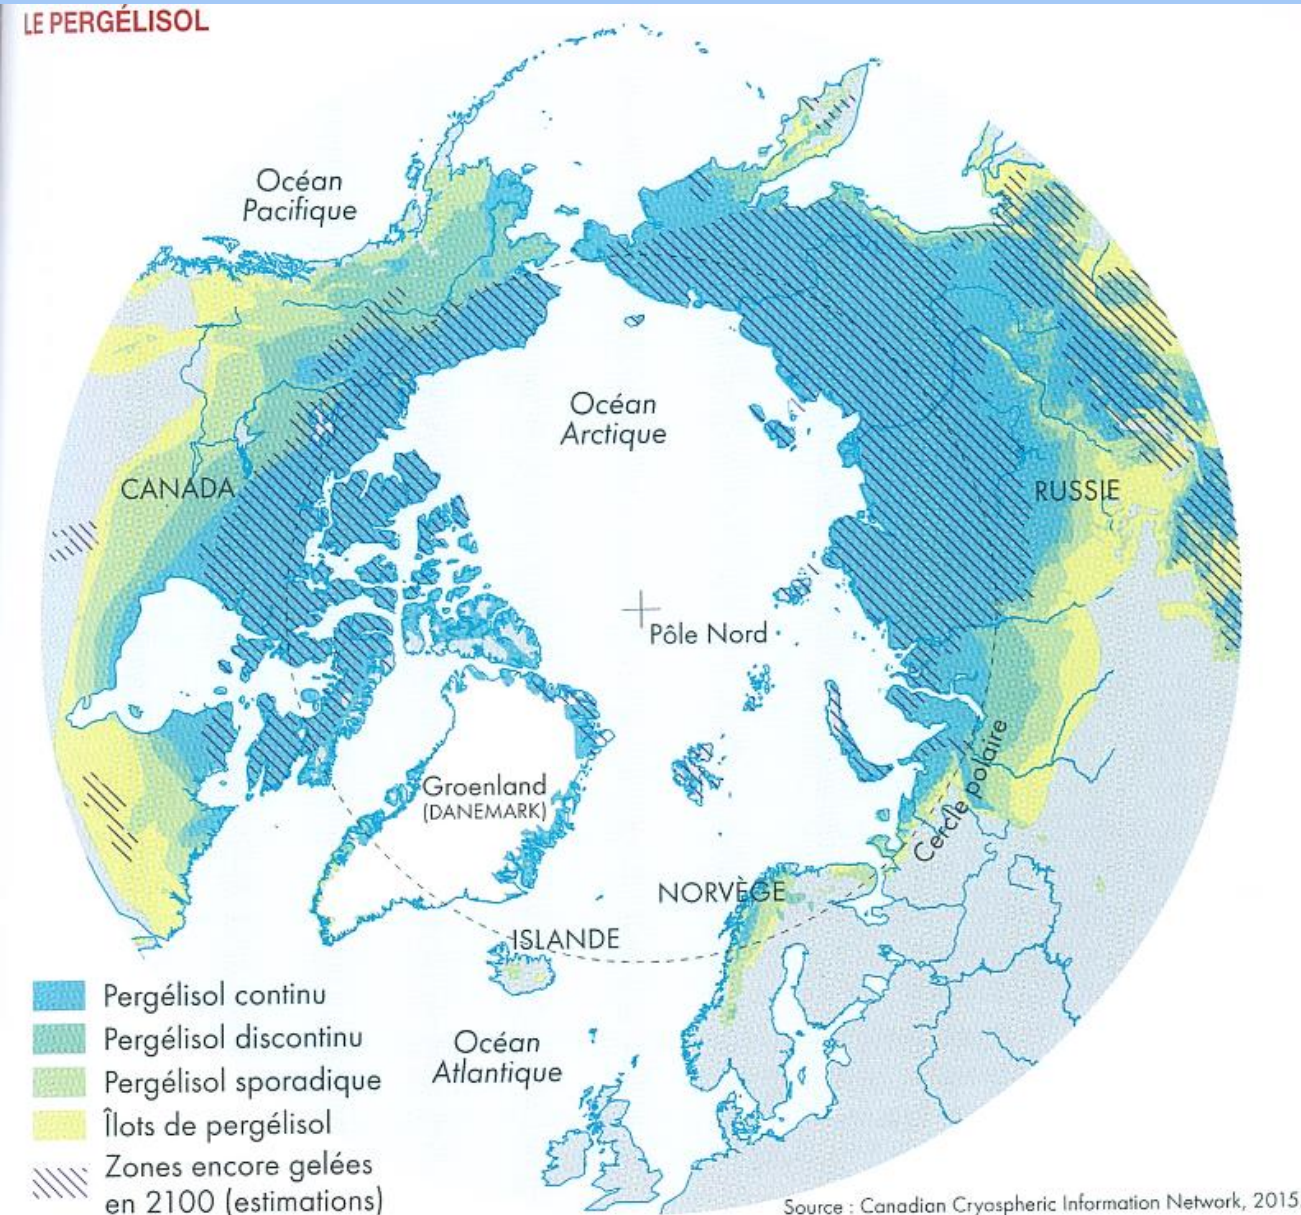 LE PERGÉLISOL
Océan
Pacifique
Océan
Arctique
CANADA
RUSSIE
Pôle Nord
Groenland
(DANEMARK)
Cercle polaire
NORVÈGE
ISLANDE
Océan
Atlantique
Pergélisol continu
Pergélisol discontinu
Pergélisol sporadique
Îlots de pergélisol
Zones encore gelées
en 2100 (estimations)
Source : Canadian Cryospheric Information Network, 2015